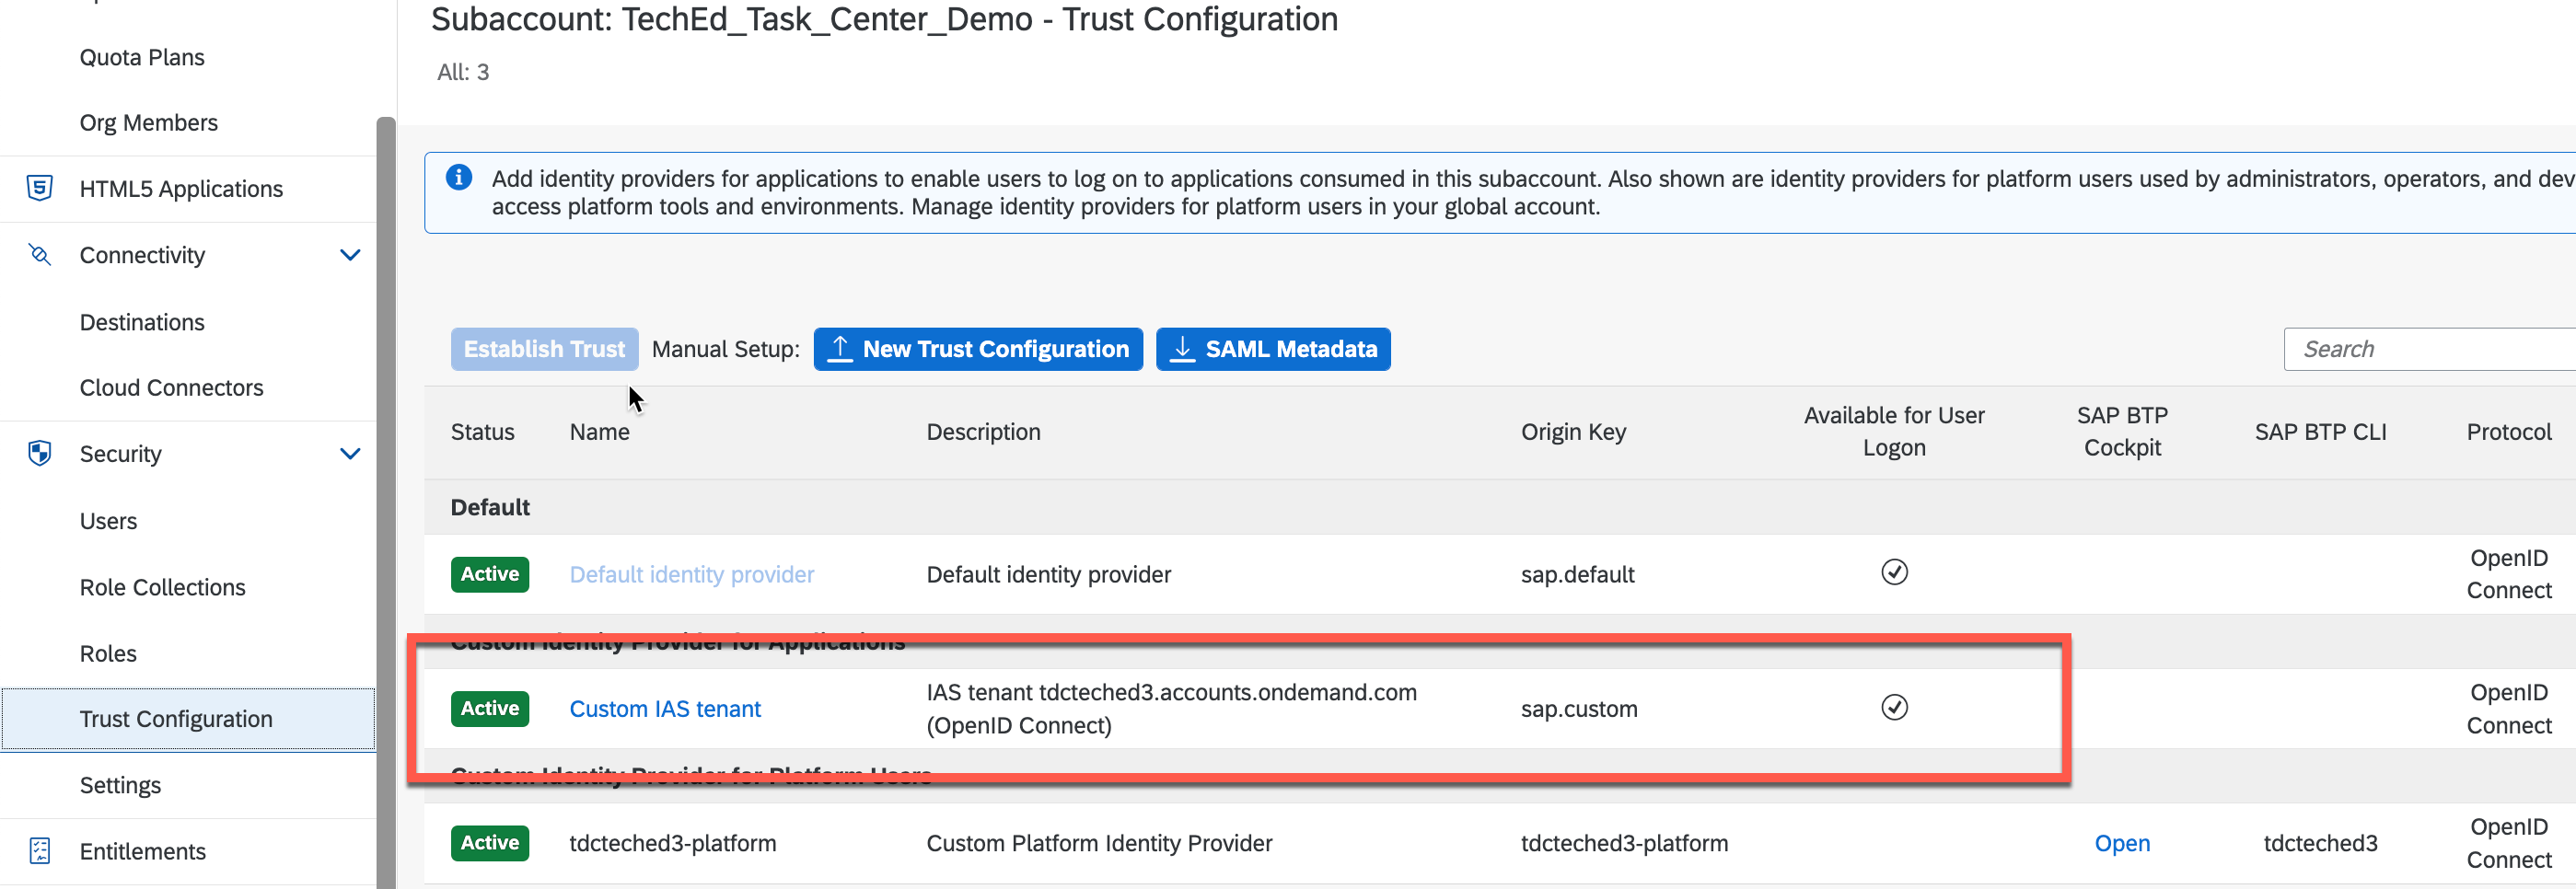 Subaccount: TechEd_Task_Center_Demo - Trust Configuration
All: 3
Quota Plans
Org Members
HTML5 Applications
Connectivity
Destinations
Cloud Connectors
Security
Users
Role Collections
Roles
Trust Configuration
Settings
Entitlements
Add identity providers for applications to enable users to log on to applications consumed in this subaccount. Also shown are identity providers for platform users used by administrators, operators, and dev
access platform tools and environments. Manage identity providers for platform users in your global account.
Establish Trust Manual Setup: New Trust Configuration SAML Metadata Search
Status Name Description Origin Key Available for User Logon SAP BTP Cockpit SAP BTP CLI Protocol
Default
Active Default identity provider Default identity provider sap.default OpenID Connect
Custom Identity Provider for Applications
Active Custom IAS tenant IAS tenant tdcteched3.accounts.ondemand.com (OpenID Connect) sap.custom OpenID Connect
Custom Identity Provider for Platform Users
Active tdcteched3-platform Custom Platform Identity Provider tdcteched3-platform Open tdcteched3 OpenID Connect